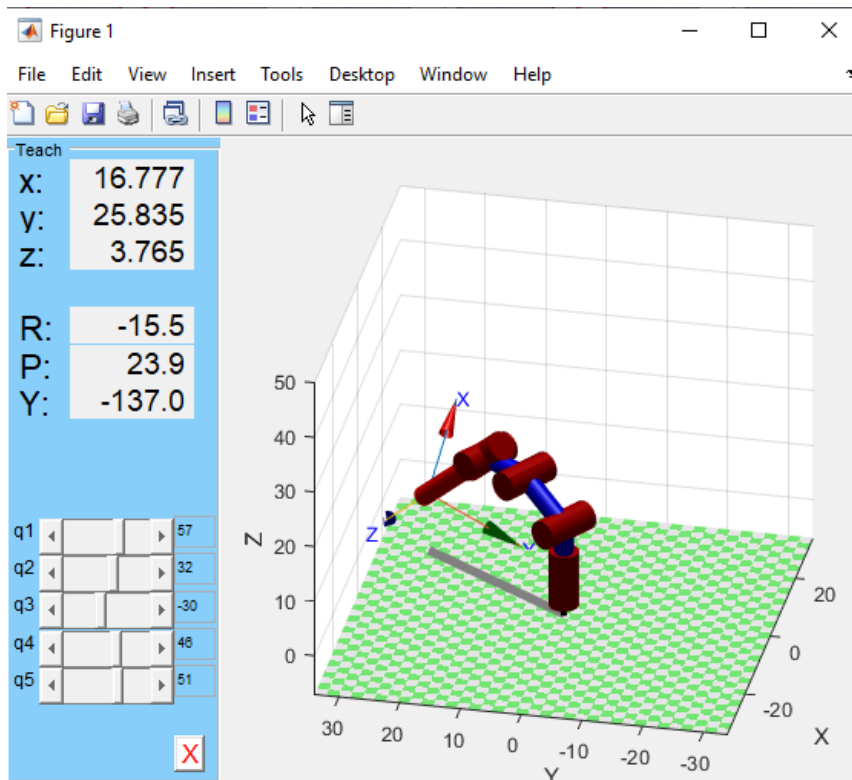 Figure 1
File Edit View Insert Tools Desktop Window Help
Teach
x: 16.777
y: 25.835
z: 3.765
R: -15.5
P: 23.9
Y: -137.0
q1 57
q2 32
q3 -30
q4 46
q5 51
X
50
40
30
20
10
0
Z
X
Z
Y
30
20
10
0
-10
-20
-30
Y
20
0
-20
X